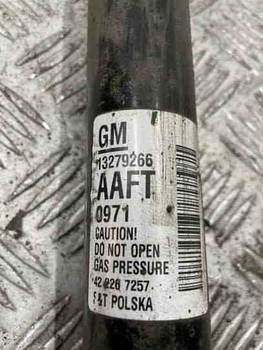 GM
13279266
AAFT
0971
CAUTION!
DO NOT OPEN
GAS PRESSURE
42 226 7257
POLSKA